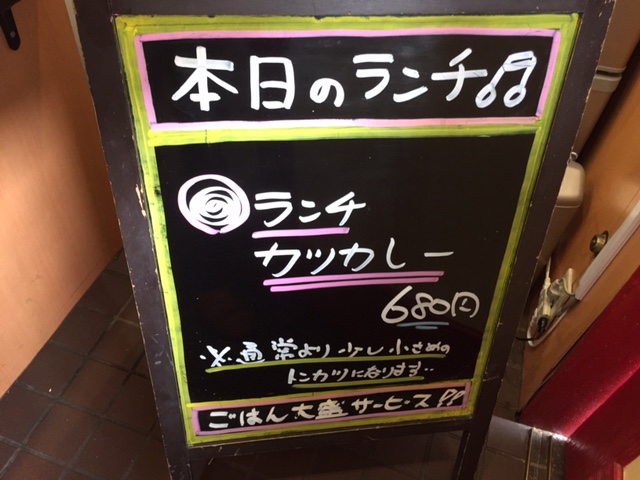 本日のランチ♫
ランチ
カツカレー
680円
※通常より少し小さめの
トンカツになります‥
ごはん大盛サービス!!